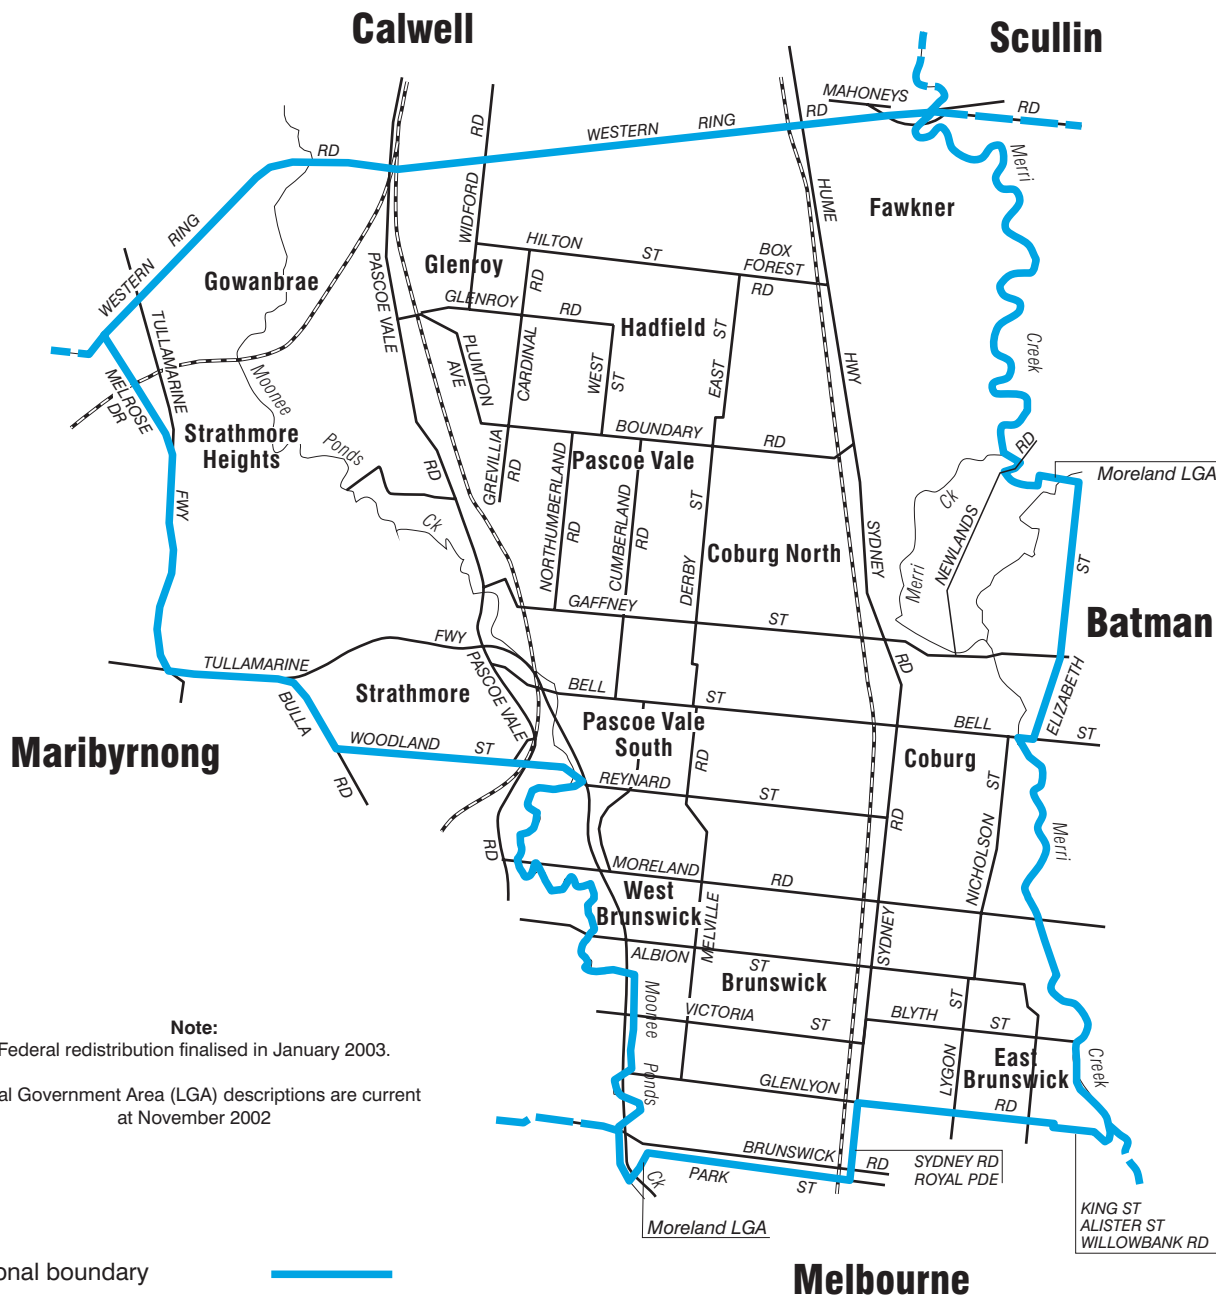 Calwell
Scullin
MAHONEYS
RD
RD
RING
WESTERN
RD
RD
Merri
WIDFORD
HUME
Fawkner
RING
HILTON
ST
BOX
FOREST
RD
WESTERN
Gowanbrae
PASCOE VALE
Glenroy
RD
GLENROY
RD
Hadfield
ST
TULLAMARINE
PLUMTON
AVE
CARDINAL
WEST
ST
EAST
HWY
Creek
MELROSE
DR
Moonee
Strathmore
Heights
Ponds
GREVILLIA
RD
BOUNDARY
RD
Pascoe Vale
RD
RD
Moreland LGA
FWY
Ck
NORTHUMBERLAND
RD
CUMBERLAND
RD
ST
DERBY
Coburg North
SYDNEY
Ck
Merri
NEWLANDS
ST
GAFFNEY
ST
Batman
TULLAMARINE
FWY
PASCOE VALE
RD
BULLA
Strathmore
BELL
ST
BELL
ST
ELIZABETH
Maribyrnong
WOODLAND
ST
RD
Pascoe Vale
South
RD
Coburg
ST
REYNARD
ST
RD
Merri
RD
MORELAND
RD
NICHOLSON
West
Brunswick
MELVILLE
SYDNEY
ALBION
ST
Brunswick
Moonee
VICTORIA
ST
ST
BLYTH
ST
Note:
Federal redistribution finalised in January 2003.
al Government Area (LGA) descriptions are current
at November 2002
East
Brunswick
Creek
Ponds
GLENLYON
LYGON
RD
BRUNSWICK
RD
Ck
PARK
ST
SYDNEY RD
ROYAL PDE
KING ST
ALISTER ST
WILLOWBANK RD
Moreland LGA
onal boundary
Melbourne